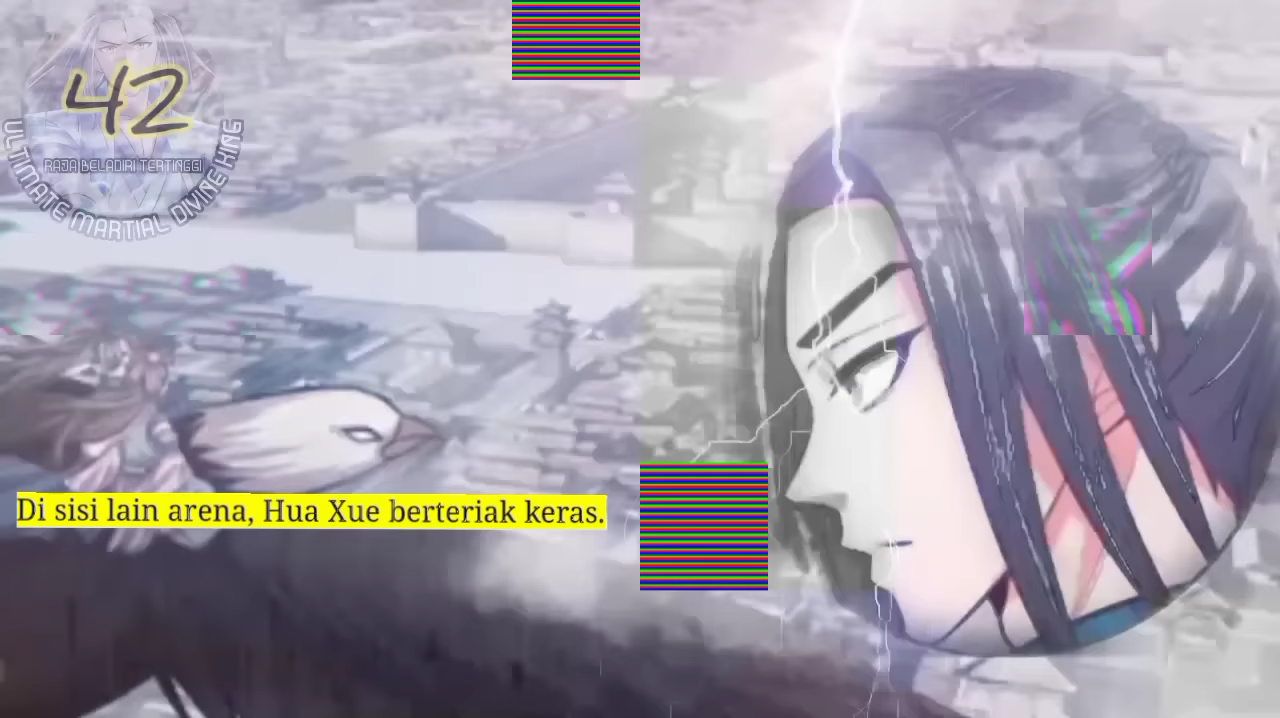 42
RAJA BELADIRI TERTINGGI
ULTIMATE MARTIAL DIVINE KING
Di sisi lain arena, Hua Xue berteriak keras.